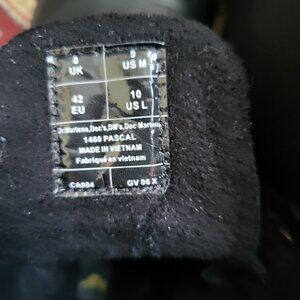 8 UK
9 US M
42 EU
10 US L
Dr.Martens,Doc's,DM's,Doc Martens
1460 PASCAL
MADE IN VIETNAM
Fabriqué en vietnam
CA004
GV 06 X